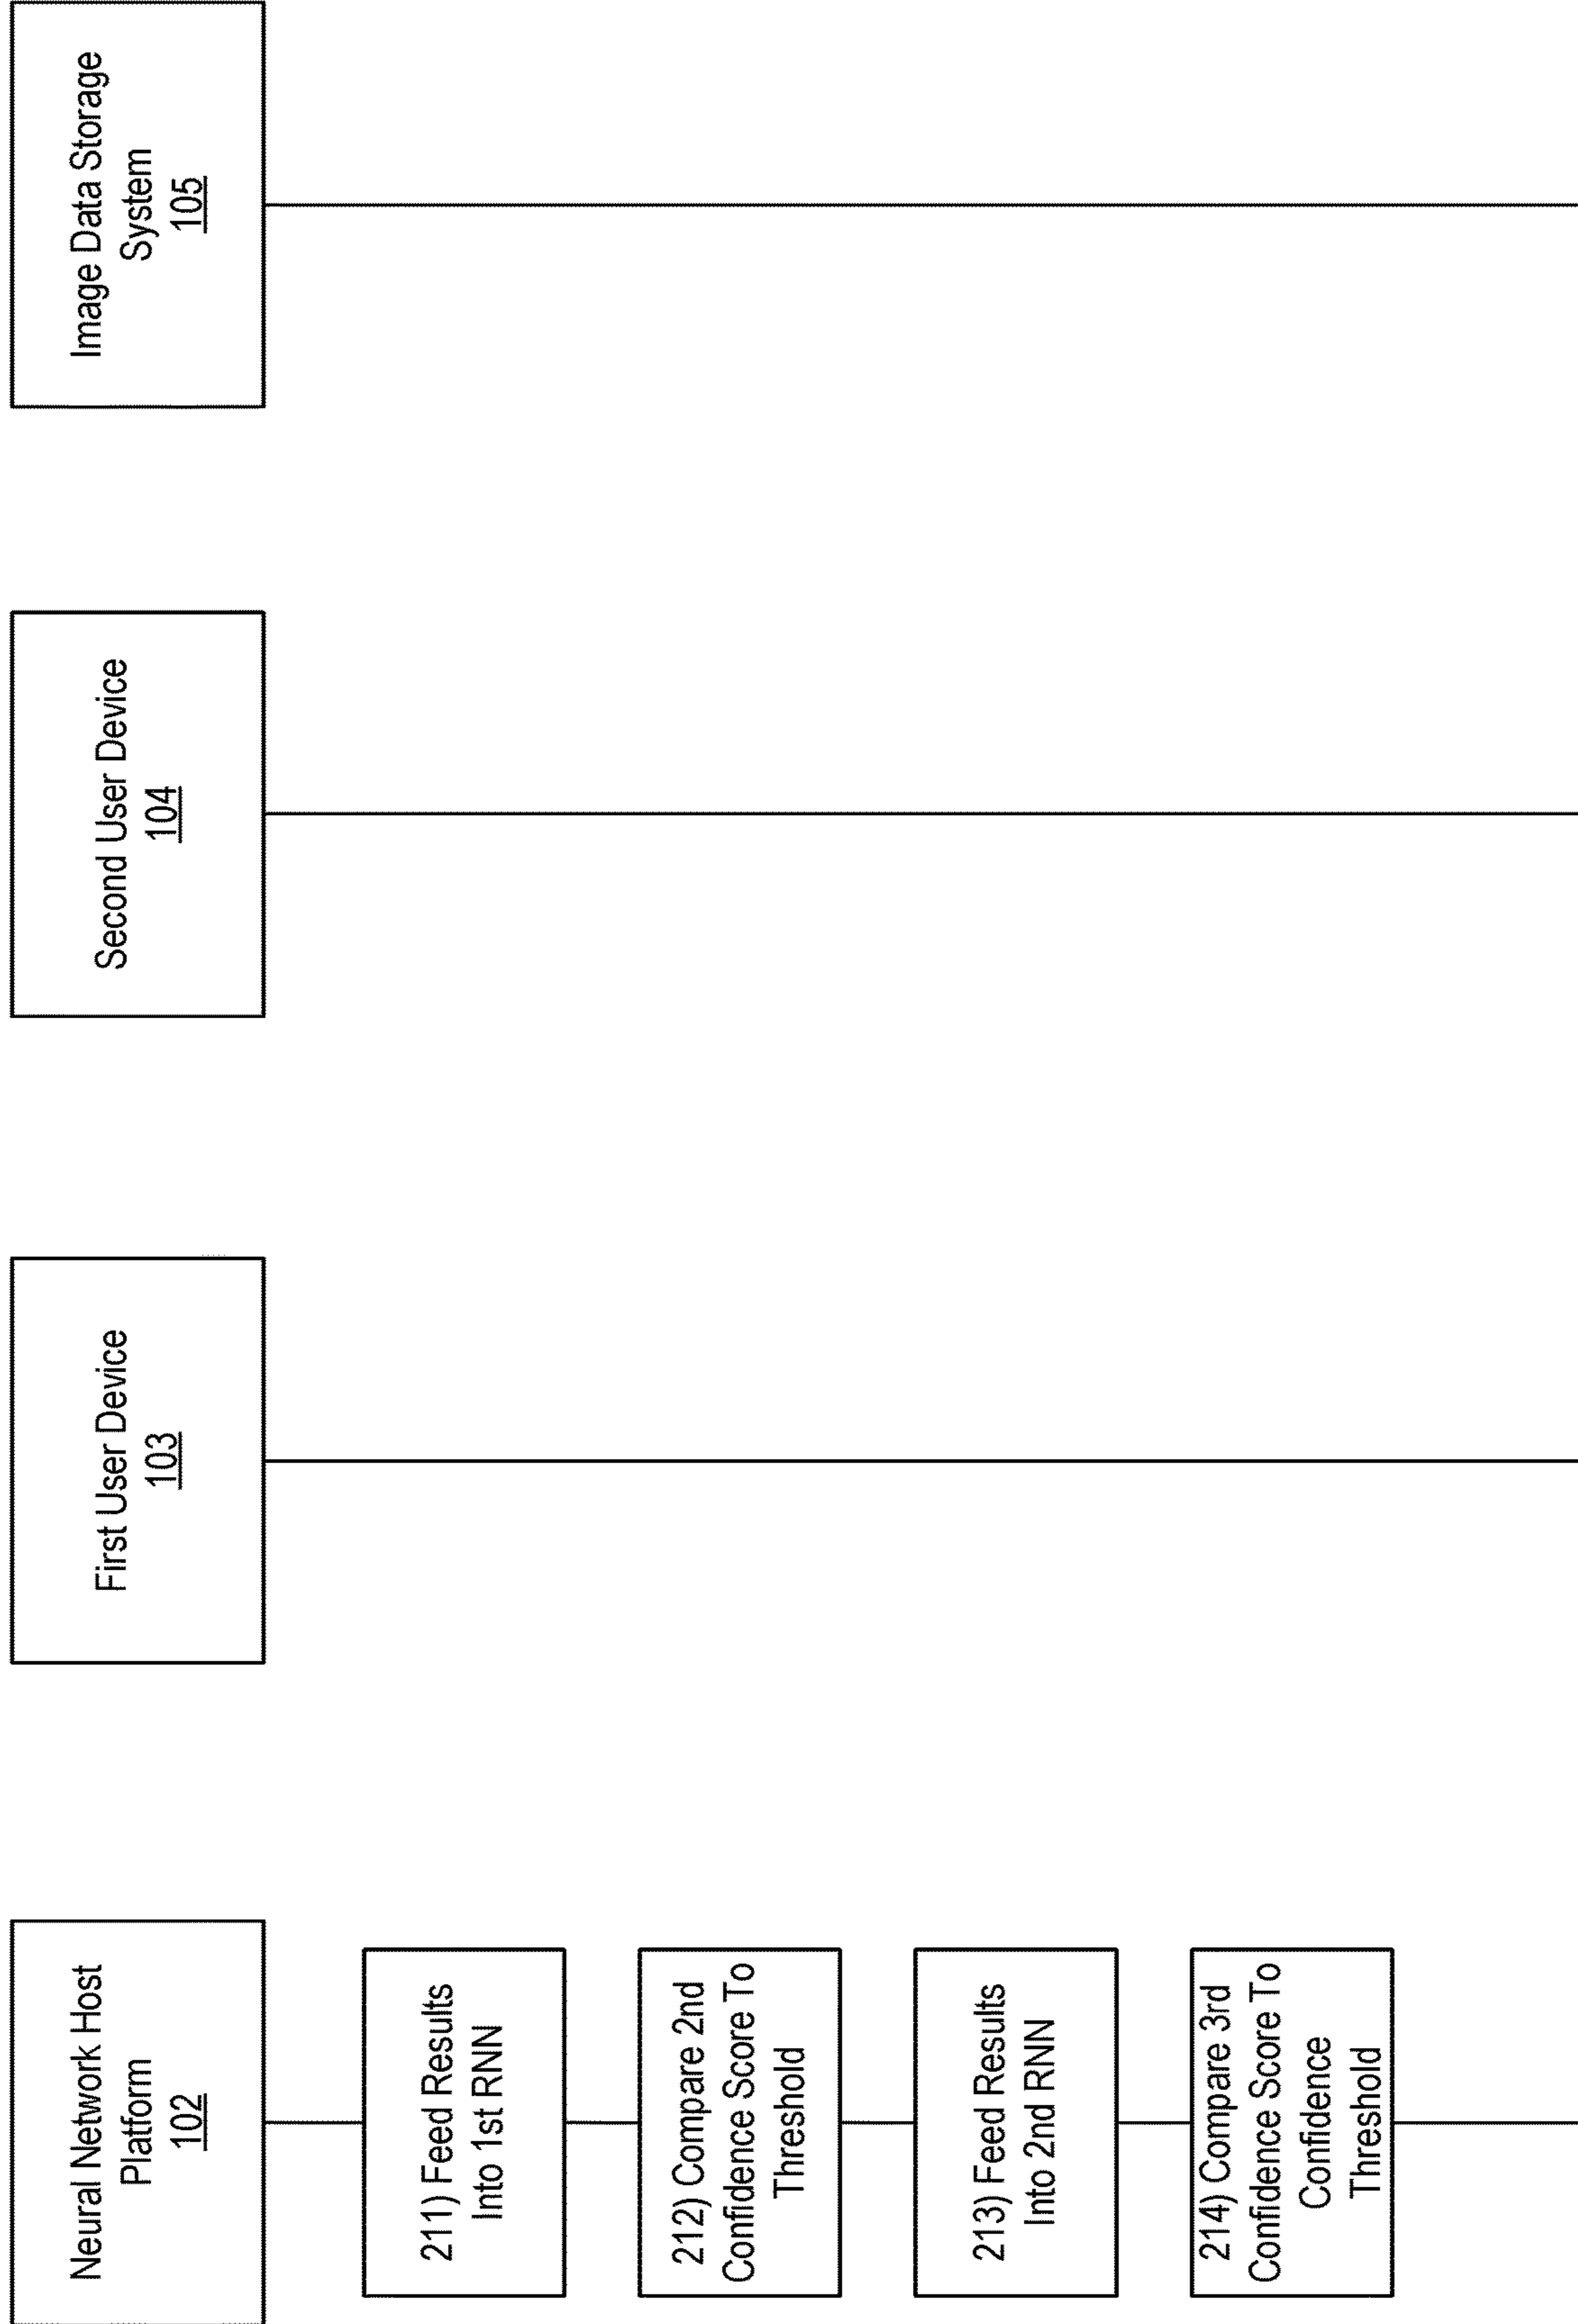 Neural Network Host
Platform
102
First User Device
103
Second User Device
104
Image Data Storage
System
105
211) Feed Results
Into 1st RNN
212) Compare 2nd
Confidence Score To
Threshold
213) Feed Results
Into 2nd RNN
214) Compare 3rd
Confidence Score To
Confidence
Threshold